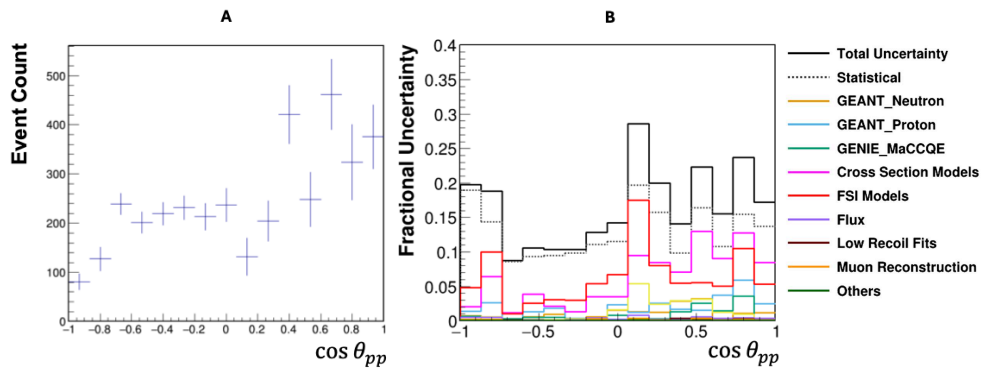 A
B
Event Count
500
400
300
200
100
0
−1 −0.8 −0.6 −0.4 −0.2 0 0.2 0.4 0.6 0.8 1
cos θpp
Fractional Uncertainty
0.4
0.35
0.3
0.25
0.2
0.15
0.1
0.05
0
−1 −0.5 0 0.5 1
cos θpp
Total Uncertainty
Statistical
GEANT_Neutron
GEANT_Proton
GENIE_MaCCQE
Cross Section Models
FSI Models
Flux
Low Recoil Fits
Muon Reconstruction
Others